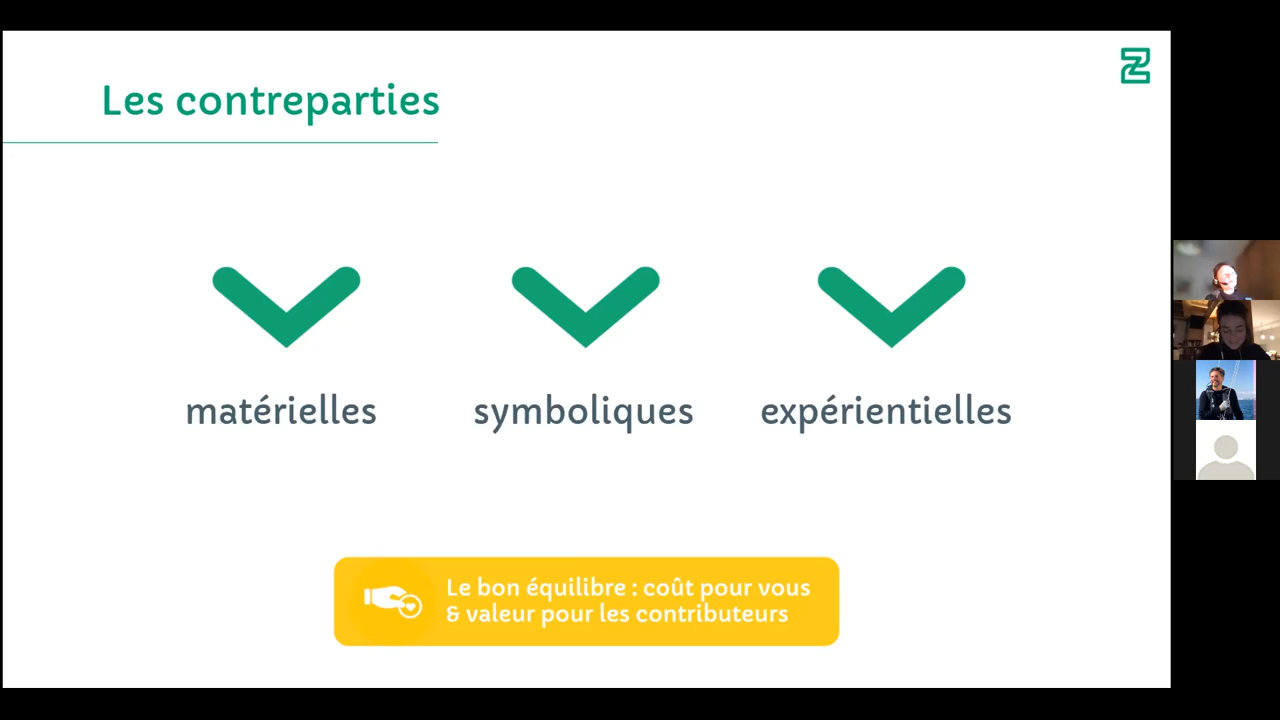 Les contreparties
matérielles
symboliques
expérientielles
Le bon équilibre : coût pour vous
& valeur pour les contributeurs